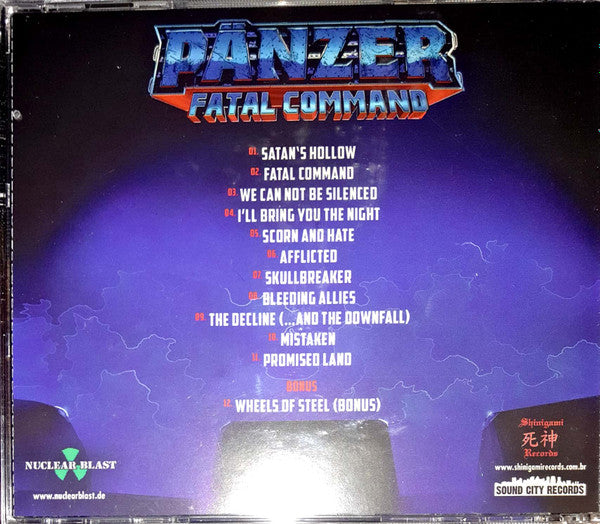 PÄNZER
FATAL COMMAND
01. SATAN'S HOLLOW
02. FATAL COMMAND
03. WE CAN NOT BE SILENCED
04. I'LL BRING YOU THE NIGHT
05. SCORN AND HATE
06. AFFLICTED
07. SKULLBREAKER
08. BLEEDING ALLIES
09. THE DECLINE (...AND THE DOWNFALL)
10. MISTAKEN
11. PROMISED LAND
BONUS
12. WHEELS OF STEEL (BONUS)
NUCLEAR BLAST
www.nuclearblast.de
Shinigami
死神
Records
www.shinigamirecords.com.br
SOUND CITY RECORDS